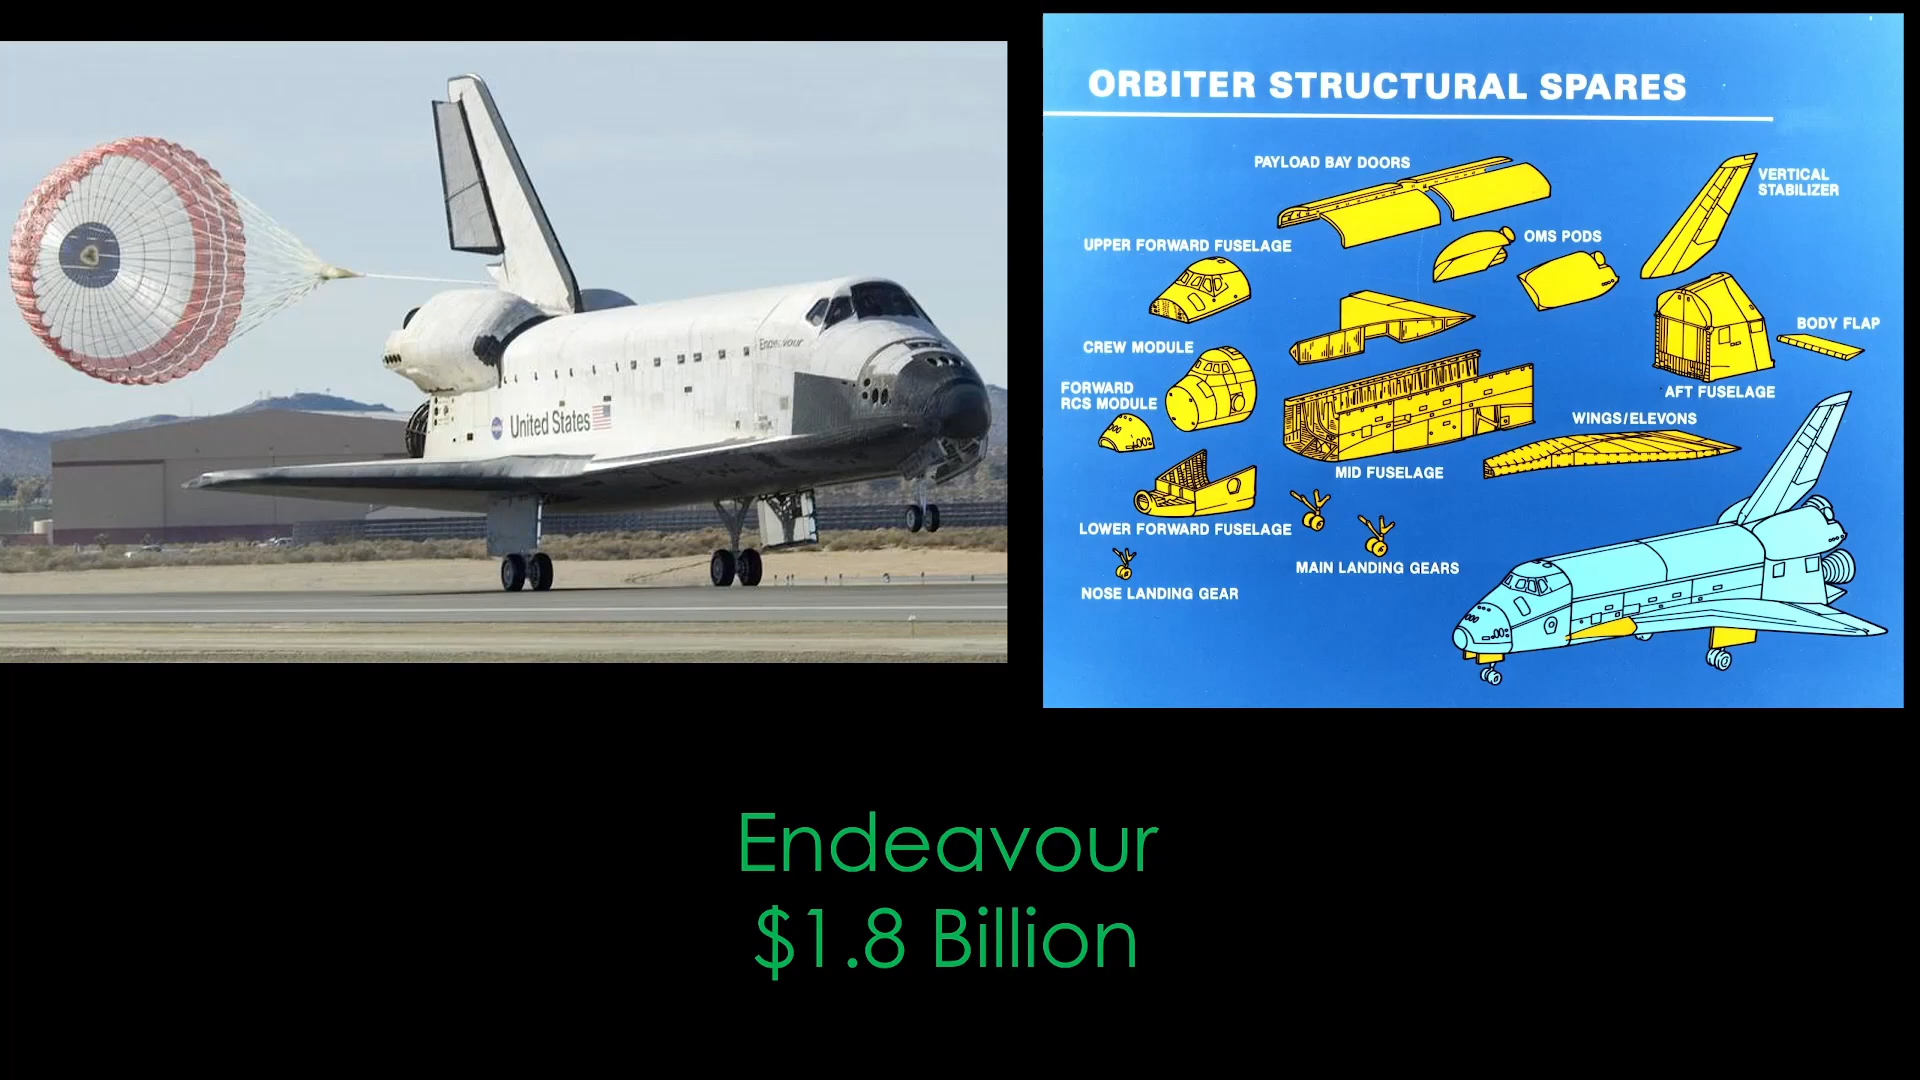 Endeavour
United States
ORBITER STRUCTURAL SPARES
PAYLOAD BAY DOORS
VERTICAL
STABILIZER
UPPER FORWARD FUSELAGE
OMS PODS
BODY FLAP
CREW MODULE
FORWARD
RCS MODULE
AFT FUSELAGE
WINGS/ELEVONS
MID FUSELAGE
LOWER FORWARD FUSELAGE
MAIN LANDING GEARS
NOSE LANDING GEAR
Endeavour
$1.8 Billion